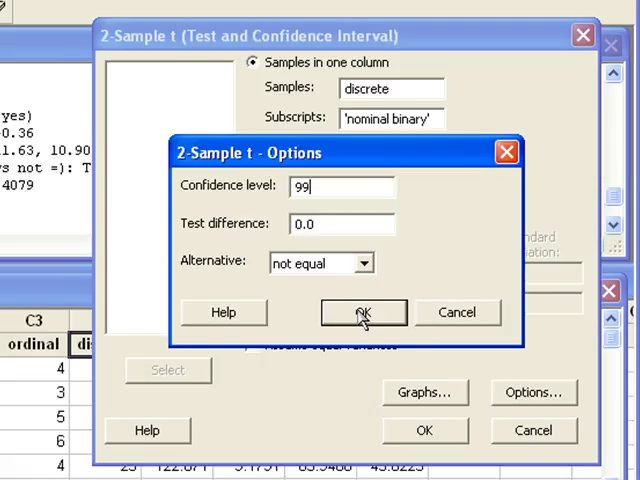 2-Sample t (Test and Confidence Interval)
Samples in one column
Samples: discrete
Subscripts: 'nominal binary'
yes)
0.36
1.63, 10.90
s not =): T
4079
2-Sample t - Options
Confidence level: 99
Test difference: 0.0
Alternative: not equal
Help OK Cancel
Select
Graphs... Options...
Help OK Cancel
C3
ordinal
4
3
5
6
4